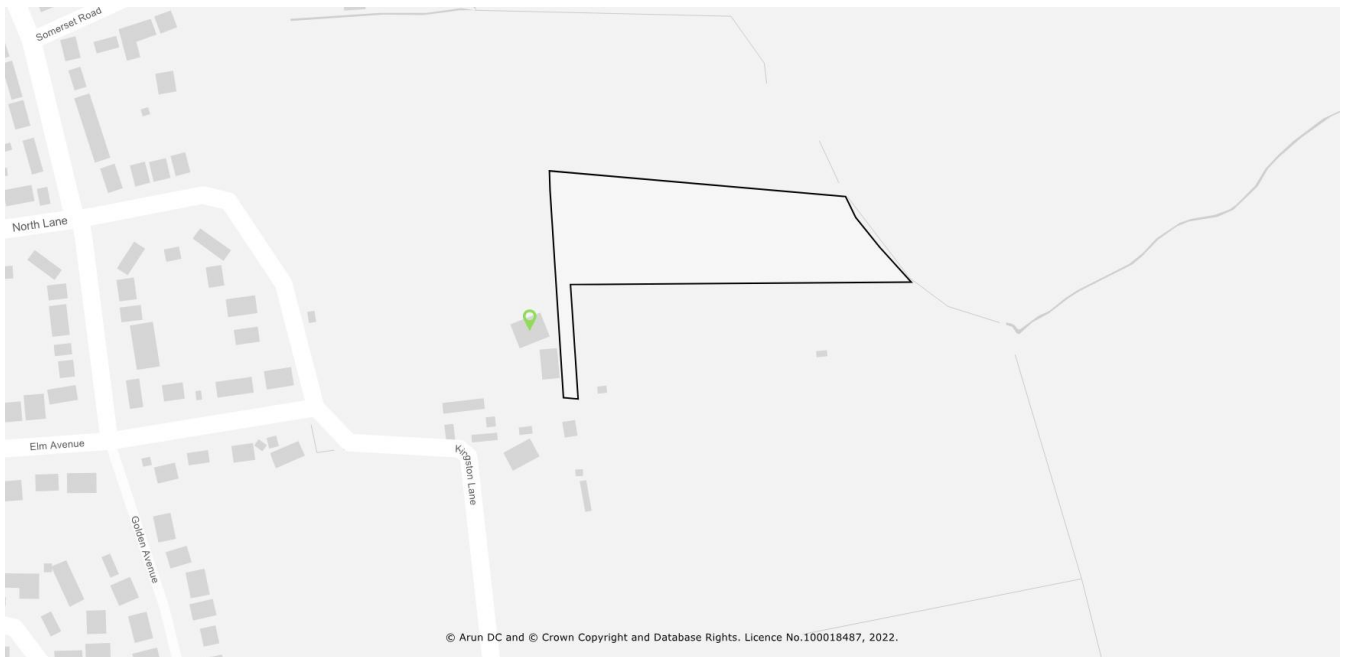 Somerset Road
North Lane
Elm Avenue
Kingston Lane
Golden Avenue
© Arun DC and © Crown Copyright and Database Rights. Licence No.100018487, 2022.